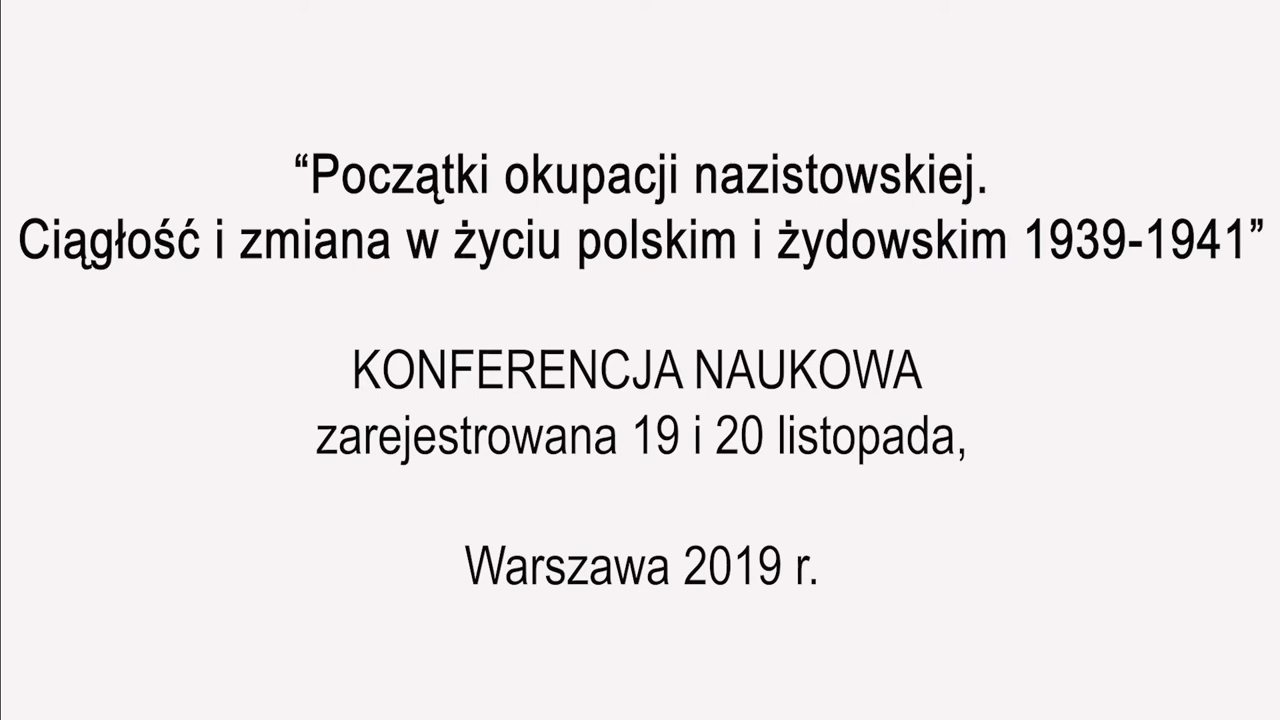 “Początki okupacji nazistowskiej.
Ciągłość i zmiana w życiu polskim i żydowskim 1939-1941”
KONFERENCJA NAUKOWA
zarejestrowana 19 i 20 listopada,
Warszawa 2019 r.